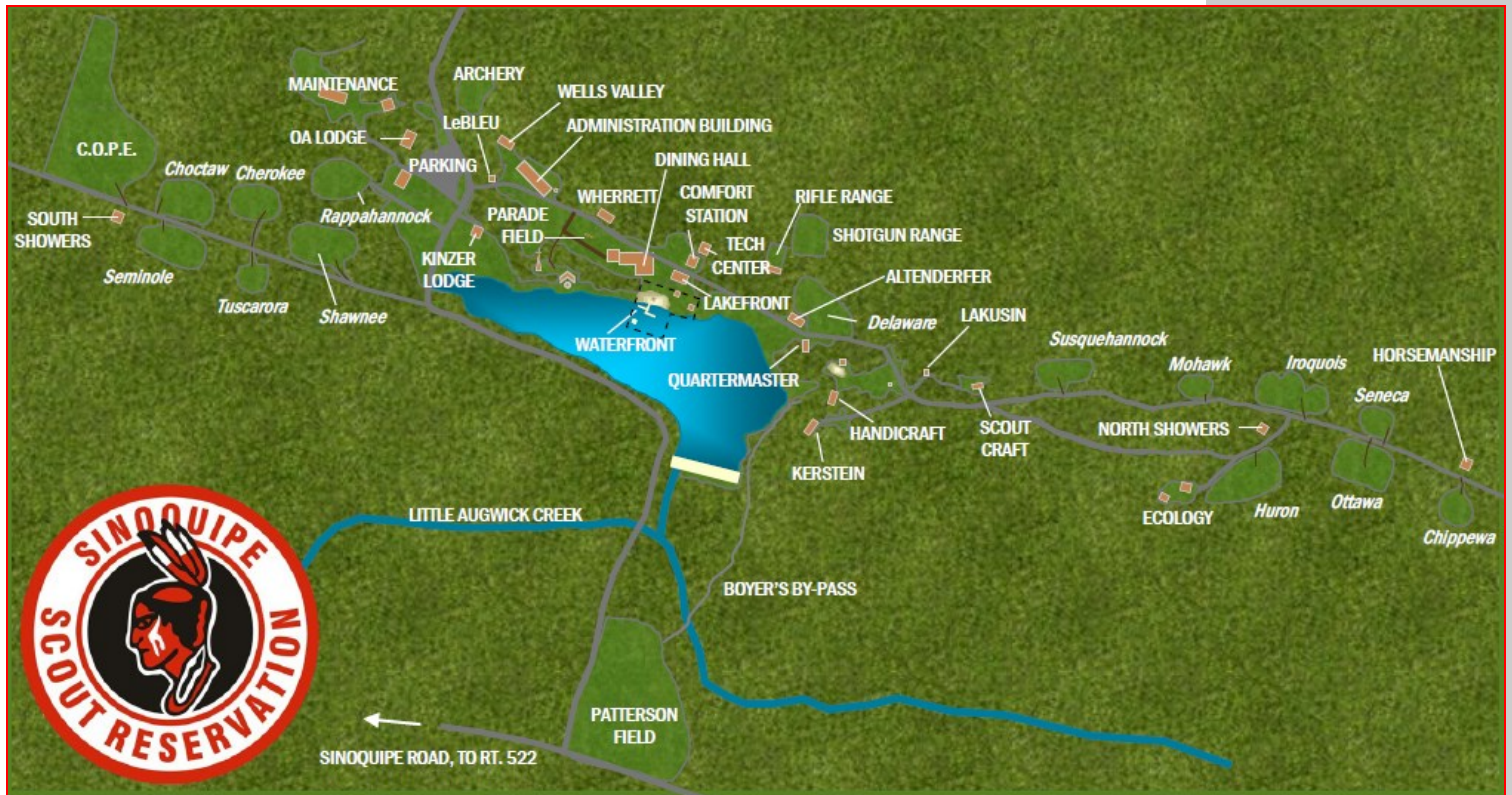 ARCHERY
MAINTENANCE
WELLS VALLEY
LeBLEU
ADMINISTRATION BUILDING
OA LODGE
C.O.P.E.
PARKING
DINING HALL
Choctaw
Cherokee
COMFORT
STATION
WHERRETT
RIFLE RANGE
Rappahannock
SOUTH
SHOWERS
PARADE
FIELD
SHOTGUN RANGE
TECH
CENTER
KINZER
LODGE
Seminole
ALTENDERFER
Tuscarora
Shawnee
LAKEFRONT
Delaware
LAKUSIN
WATERFRONT
Susquehannock
Mohawk
Iroquois
HORSEMANSHIP
QUARTERMASTER
Seneca
HANDICRAFT
SCOUT
CRAFT
NORTH SHOWERS
KERSTEIN
Ottawa
Huron
ECOLOGY
Chippewa
LITTLE AUGWICK CREEK
BOYER'S BY-PASS
SINOQUIPE
SCOUT RESERVATION
PATTERSON
FIELD
SINOQUIPE ROAD, TO RT. 522